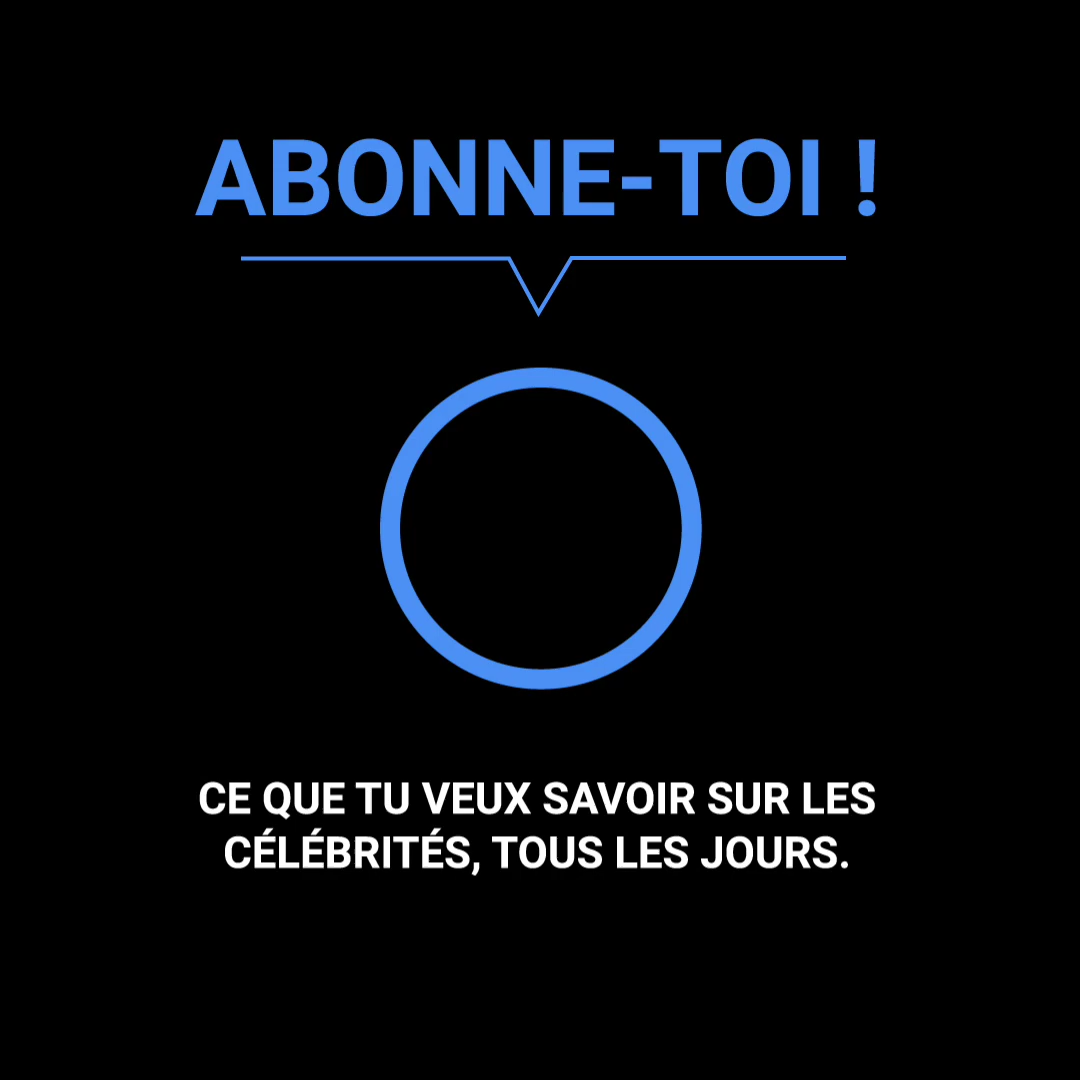 ABONNE-TOI !
CE QUE TU VEUX SAVOIR SUR LES
CÉLÉBRITÉS, TOUS LES JOURS.